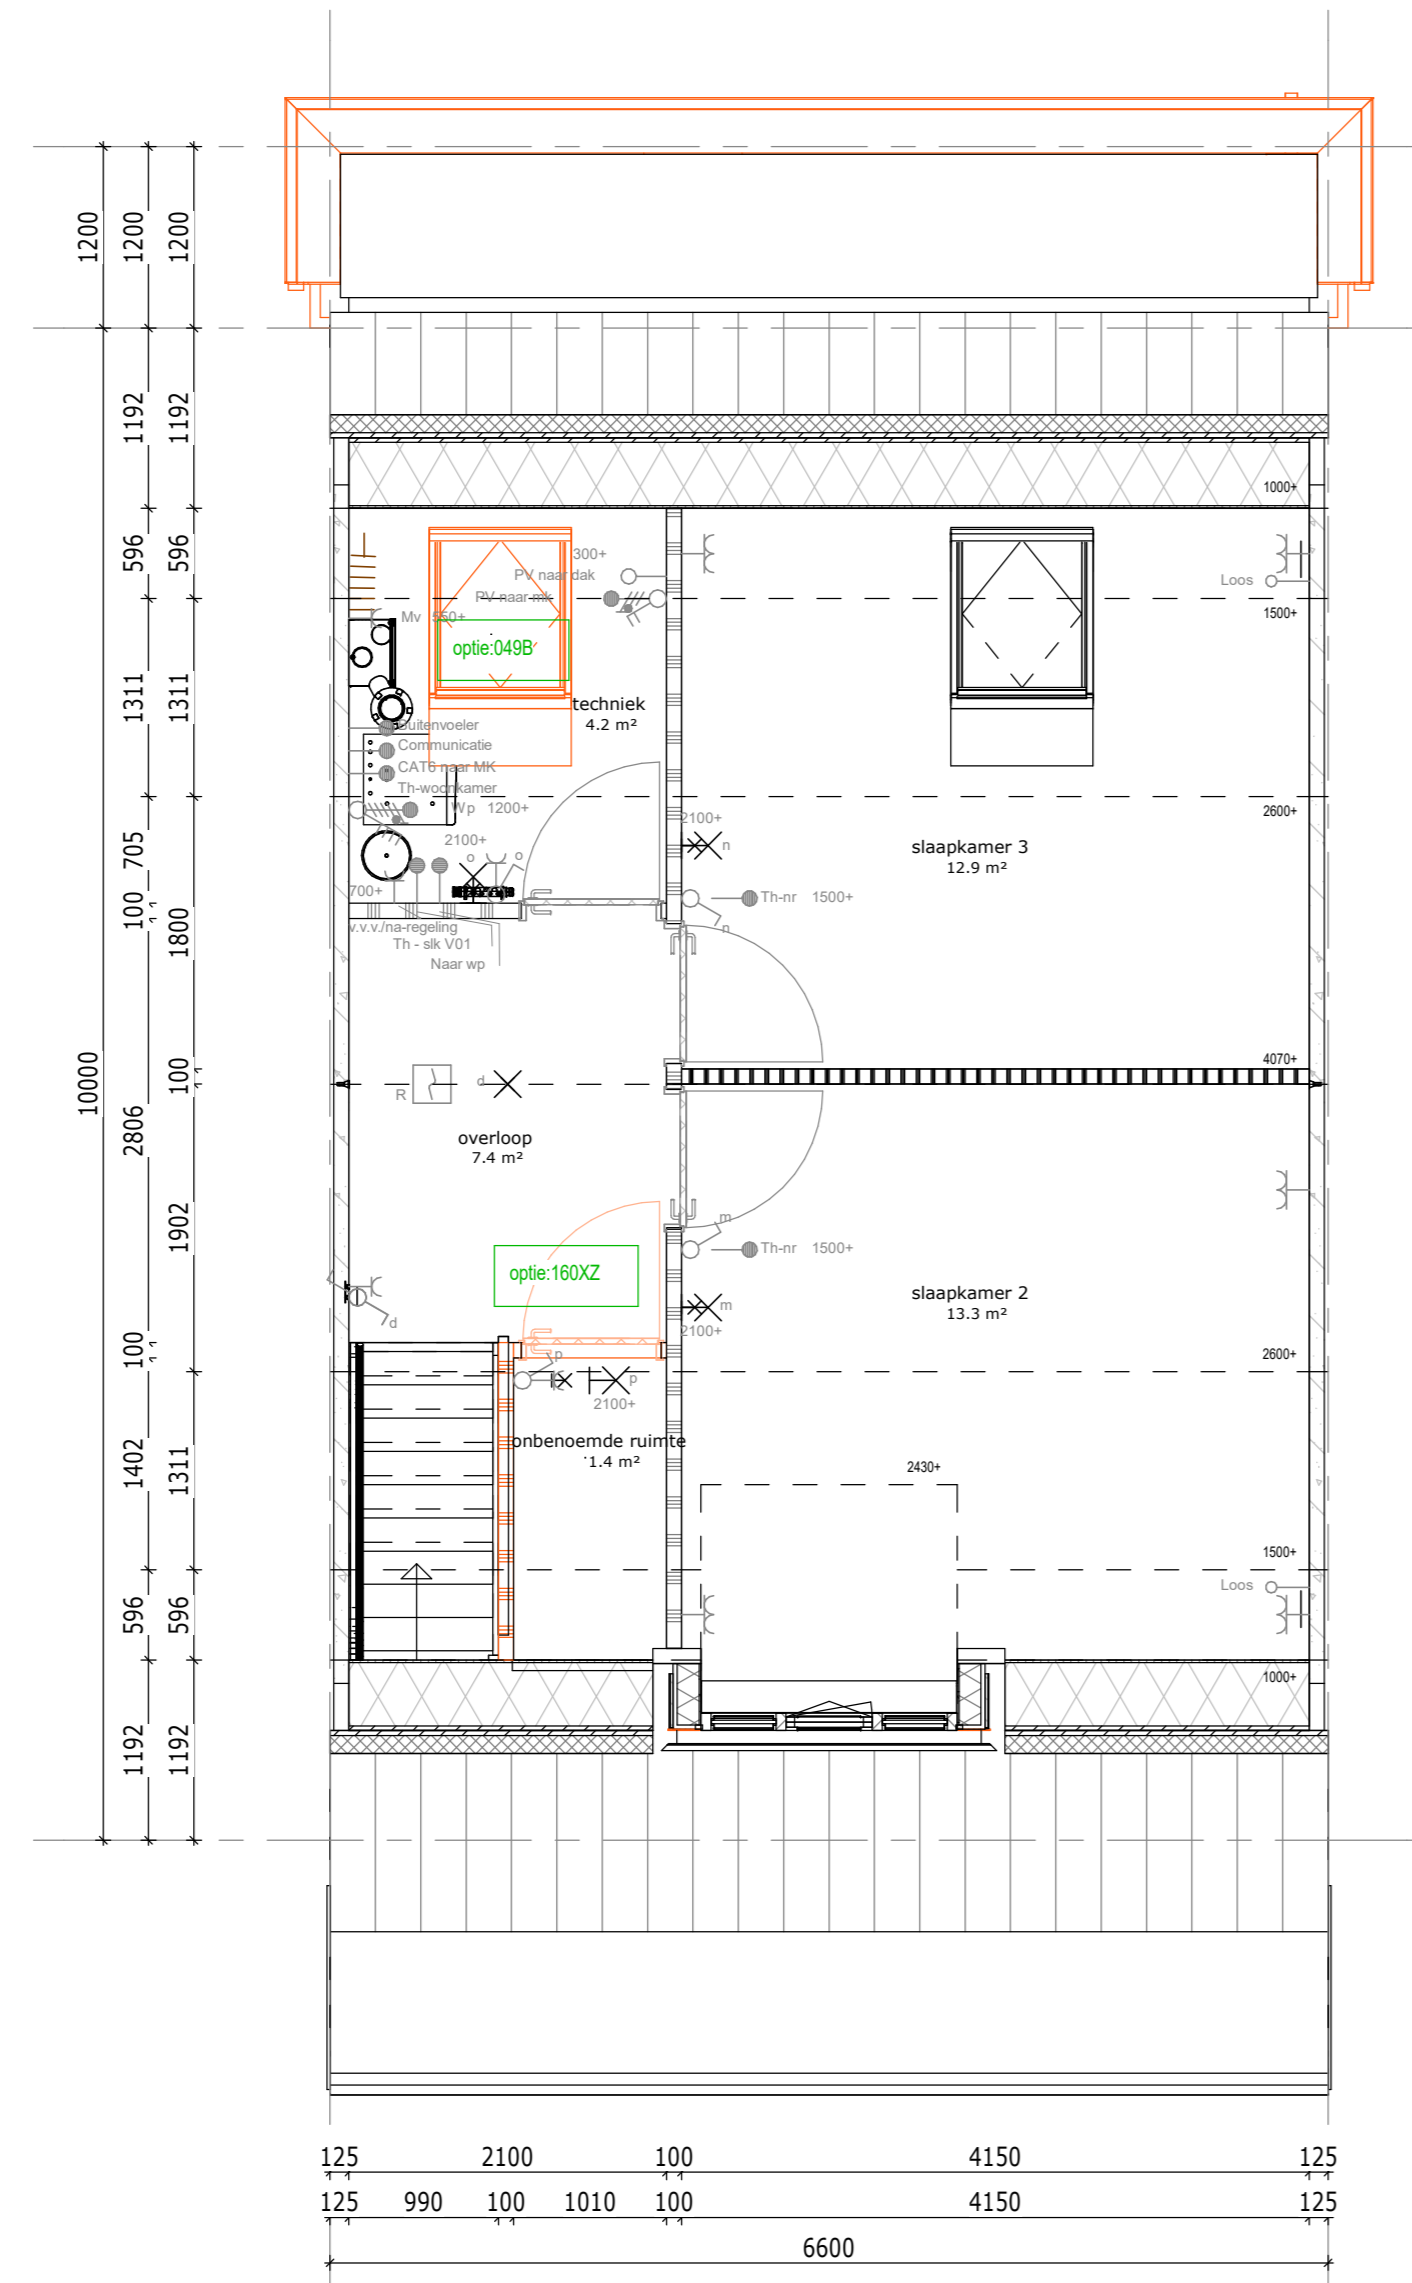 1200
1200
1200
1192
1192
1000+
596
596
300+
PV naar dak
Loos
PV naar mk
Mv 550+
1500+
optie:049B
1311
1311
techniek
4.2 m²
Buitenvoeler
Communicatie
CAT6 naar MK
Th-woonkamer
Wp 1200+
2600+
2100+
n
705
2100+
o
o
slaapkamer 3
12.9 m²
700+
Th-nr 1500+
100
1800
n
v.v.v./na-regeling
Th - slk V01
Naar wp
10000
100
4070+
R
d
2806
overloop
7.4 m²
1902
m
Th-nr 1500+
optie:160XZ
slaapkamer 2
13.3 m²
m
2100+
d
100
p
2600+
p
2100+
1402
1311
onbenoemde ruimte
1.4 m²
2430+
1500+
Loos
596
596
1000+
1192
1192
125 2100 100 4150 125
125 990 100 1010 100 4150 125
6600